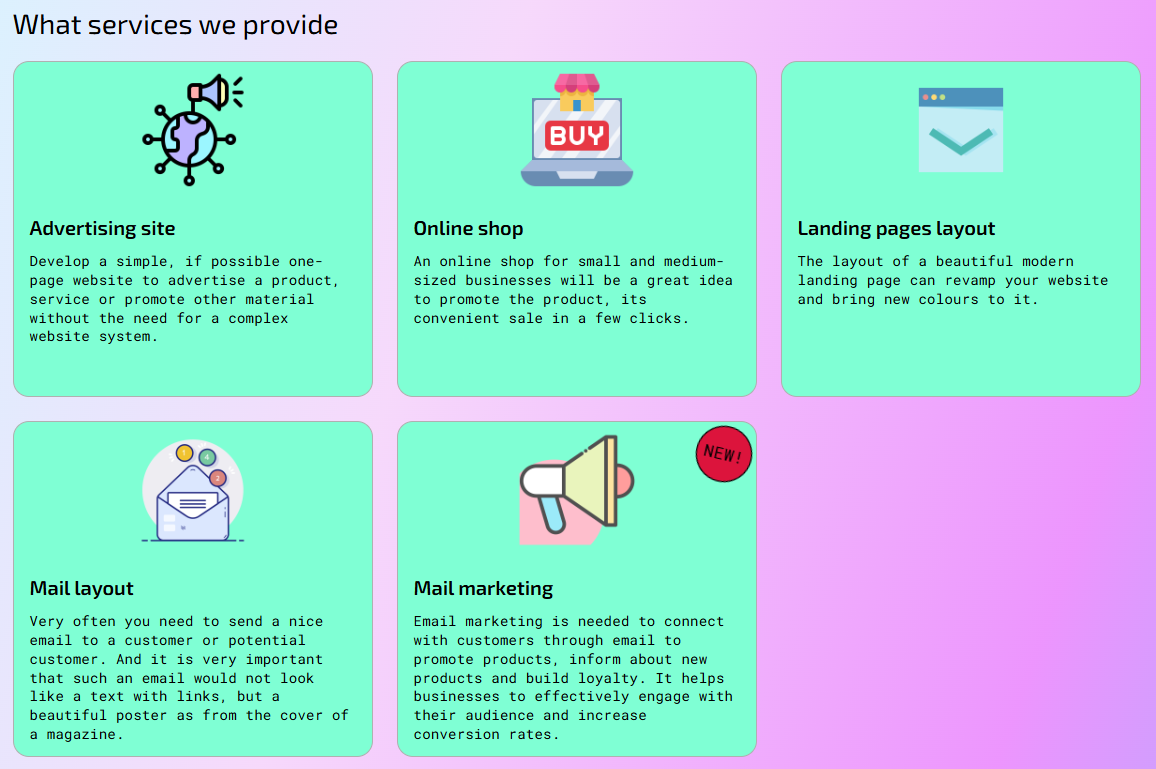 What services we provide
BUY
Advertising site
Develop a simple, if possible one-
page website to advertise a product,
service or promote other material
without the need for a complex
website system.
Online shop
An online shop for small and medium-
sized businesses will be a great idea
to promote the product, its
convenient sale in a few clicks.
Landing pages layout
The layout of a beautiful modern
landing page can revamp your website
and bring new colours to it.
1
4
2
Mail layout
Very often you need to send a nice
email to a customer or potential
customer. And it is very important
that such an email would not look
like a text with links, but a
beautiful poster as from the cover of
a magazine.
NEW!
Mail marketing
Email marketing is needed to connect
with customers through email to
promote products, inform about new
products and build loyalty. It helps
businesses to effectively engage with
their audience and increase
conversion rates.